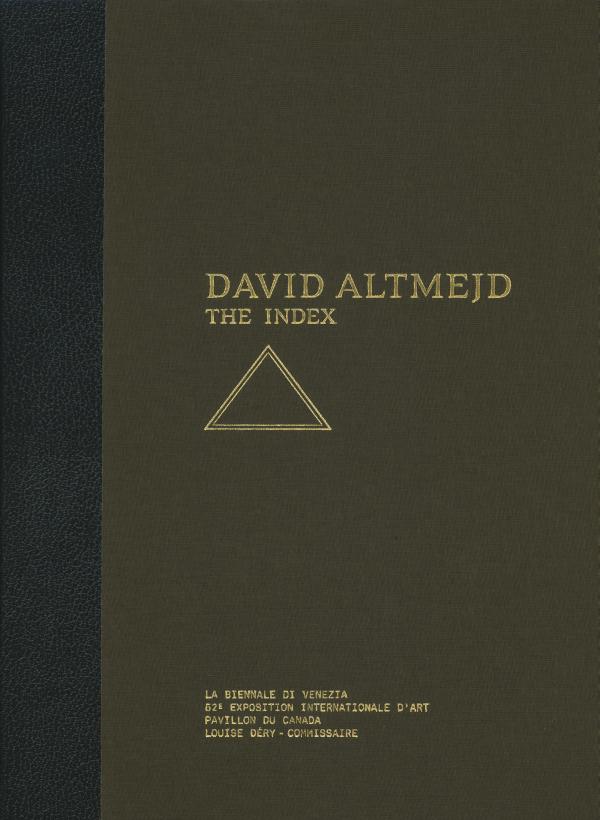 DAVID ALTMEJD
THE INDEX
LA BIENNALE DI VENEZIA
52E EXPOSITION INTERNATIONALE D'ART
PAVILLON DU CANADA
LOUISE DÉRY - COMMISSAIRE